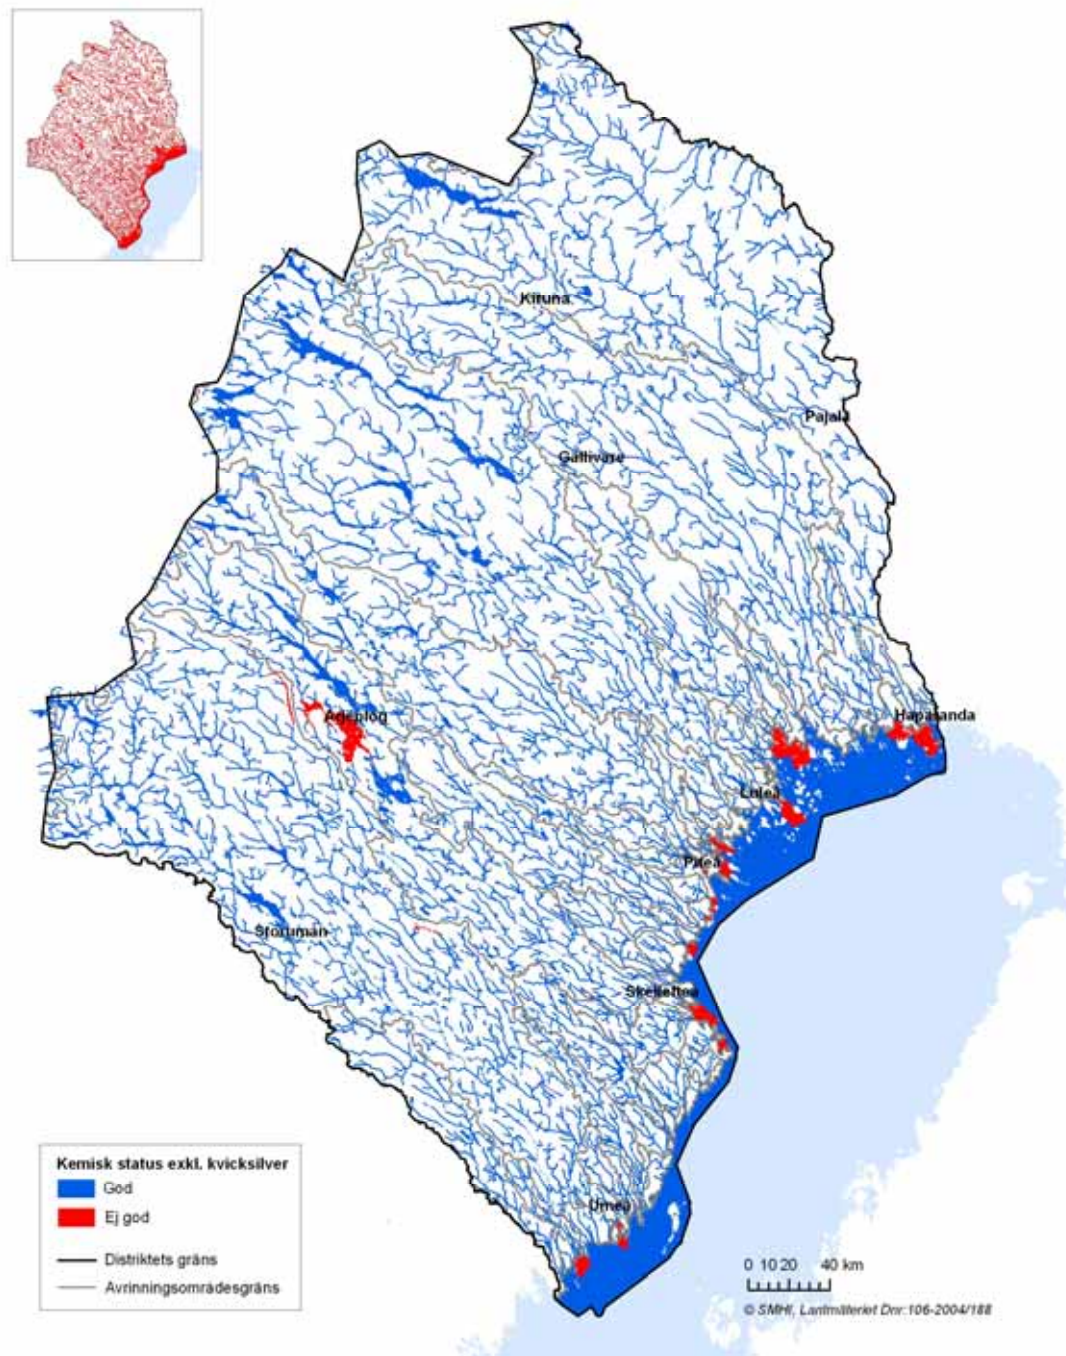 Kiruna
Pajala
Gällivare
Arjeplog
Haparanda
Luleå
Piteå
Storuman
Skellefteå
Umeå
Kemisk status exkl. kvicksilver
God
Ej god
Distriktets gräns
Avrinningsområdesgräns
0 10 20 40 km
© SMHI, Lantmäteriet Dnr:106-2004/188